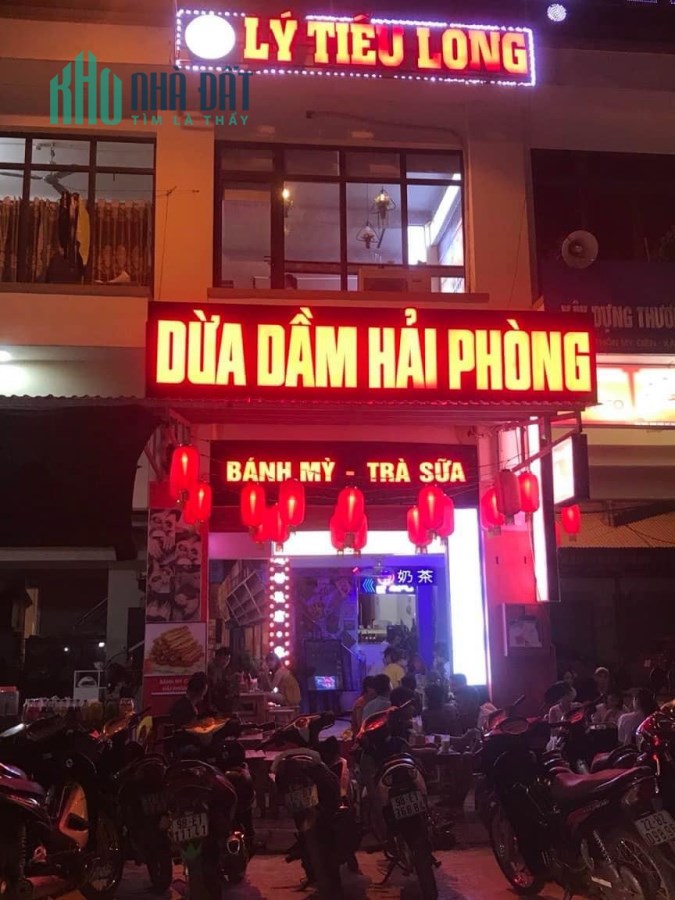 LÝ TIỂU LONG
KHO NHÀ ĐẤT
TÌM LÀ THẤY
DỰNG THƯƠ
DỪA DẦM HẢI PHÒNG
BÁNH MỲ - TRÀ SỮA
奶茶